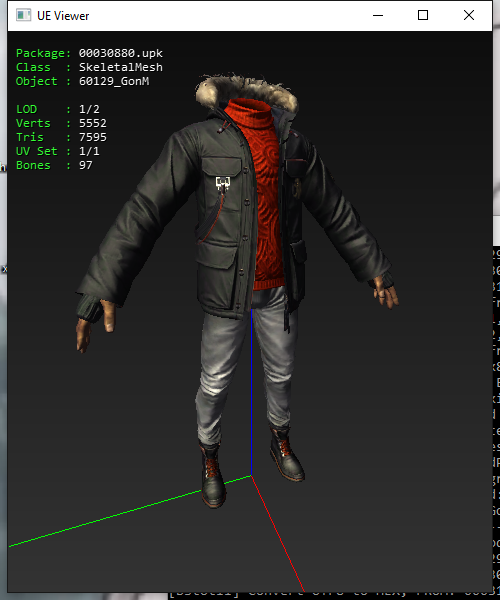 UE Viewer
Package: 00030880.upk
Class : SkeletalMesh
Object : 60129_GonM
LOD : 1/2
Verts : 5552
Tris : 7595
UV Set : 1/1
Bones : 97